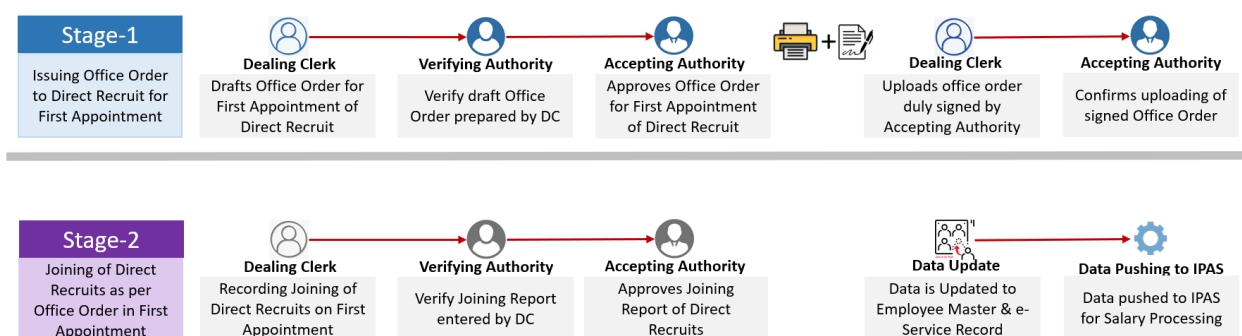 Stage-1
Issuing Office Order
to Direct Recruit for
First Appointment
Dealing Clerk
Drafts Office Order for
First Appointment of
Direct Recruit
Verifying Authority
Verify draft Office
Order prepared by DC
Accepting Authority
Approves Office Order
for First Appointment
of Direct Recruit
+
Dealing Clerk
Uploads office order
duly signed by
Accepting Authority
Accepting Authority
Confirms uploading of
signed Office Order
Stage-2
Joining of Direct
Recruits as per
Office Order in First
Appointment
Dealing Clerk
Recording Joining of
Direct Recruits on First
Appointment
Verifying Authority
Verify Joining Report
entered by DC
Accepting Authority
Approves Joining
Report of Direct
Recruits
Data Update
Data is Updated to
Employee Master & e-
Service Record
Data Pushing to IPAS
Data pushed to IPAS
for Salary Processing